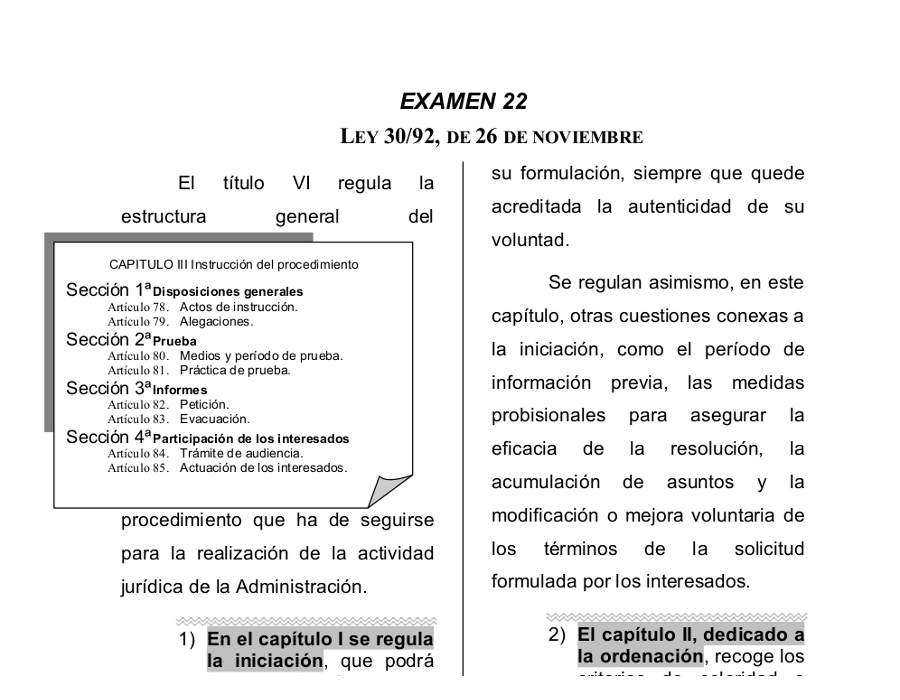 EXAMEN 22
LEY 30/92, DE 26 DE NOVIEMBRE
El título VI regula la
estructura general del
CAPITULO III Instrucción del procedimiento
Sección 1ª Disposiciones generales
Artículo 78. Actos de instrucción.
Artículo 79. Alegaciones.
Sección 2ª Prueba
Artículo 80. Medios y período de prueba.
Artículo 81. Práctica de prueba.
Sección 3ª Informes
Artículo 82. Petición.
Artículo 83. Evacuación.
Sección 4ª Participación de los interesados
Artículo 84. Trámite de audiencia.
Artículo 85. Actuación de los interesados.
procedimiento que ha de seguirse
para la realización de la actividad
jurídica de la Administración.
1) En el capítulo I se regula
la iniciación, que podrá
su formulación, siempre que quede
acreditada la autenticidad de su
voluntad.
Se regulan asimismo, en este
capítulo, otras cuestiones conexas a
la iniciación, como el período de
información previa, las medidas
probisionales para asegurar la
eficacia de la resolución, la
acumulación de asuntos y la
modificación o mejora voluntaria de
los términos de la solicitud
formulada por los interesados.
2) El capítulo II, dedicado a
la ordenación, recoge los